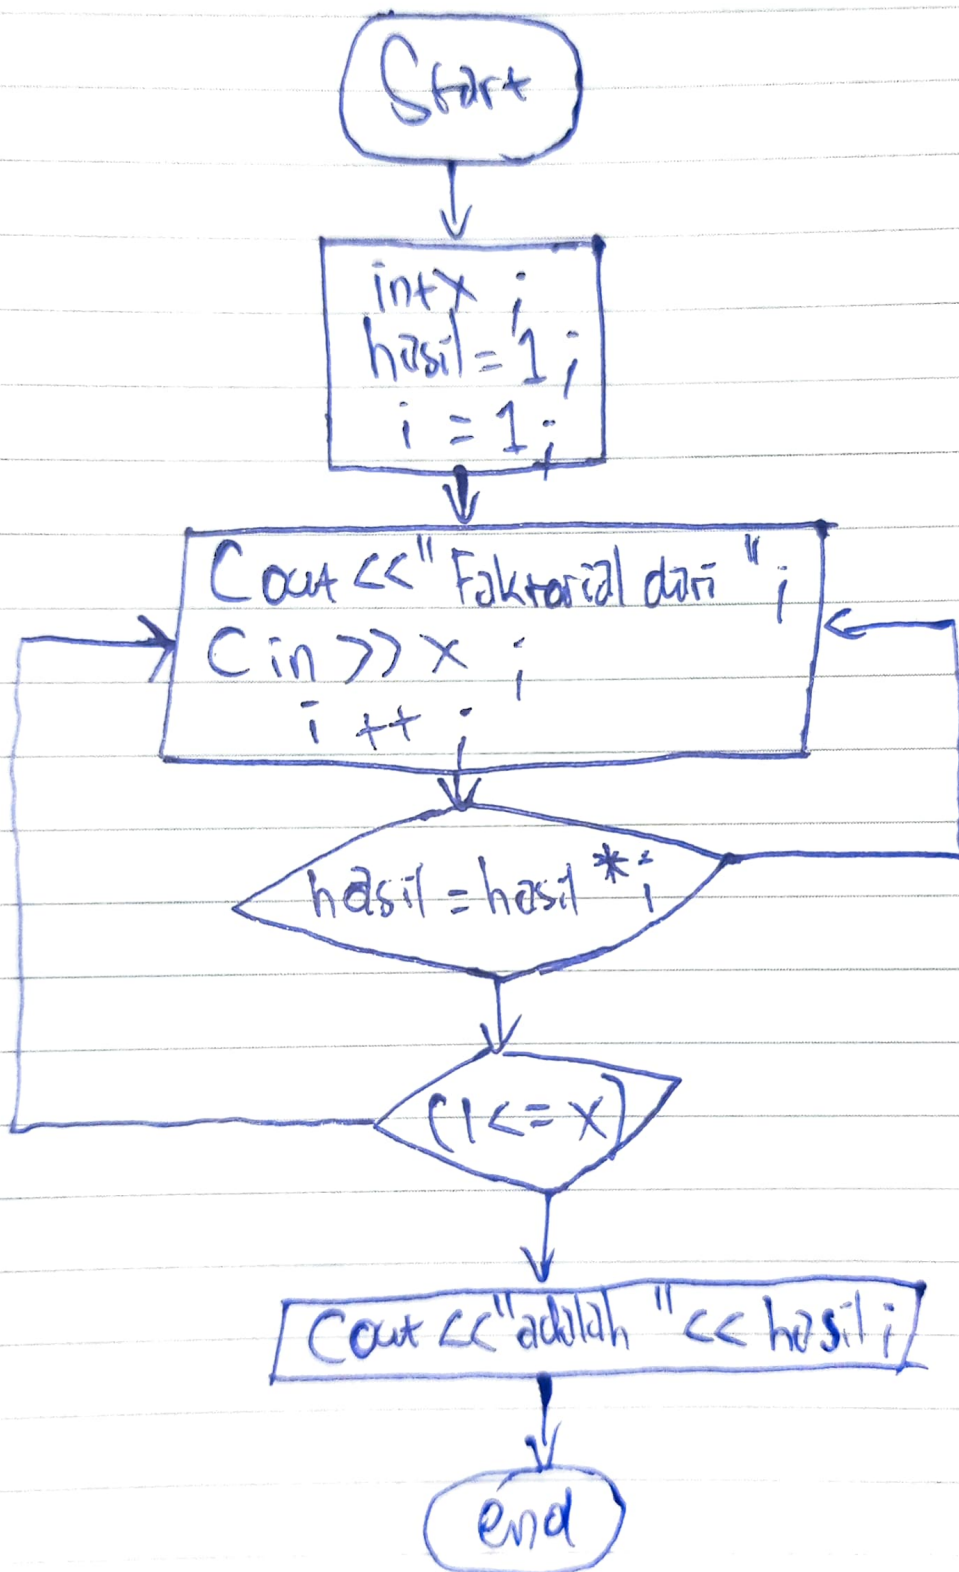 Start
int x ;
hasil = 1 ;
i = 1 ;
Cout << "Faktorial dari " ;
Cin >> x ;
i ++ ;
hasil = hasil * i
(i <= x)
Cout << "adalah " << hasil ;
end